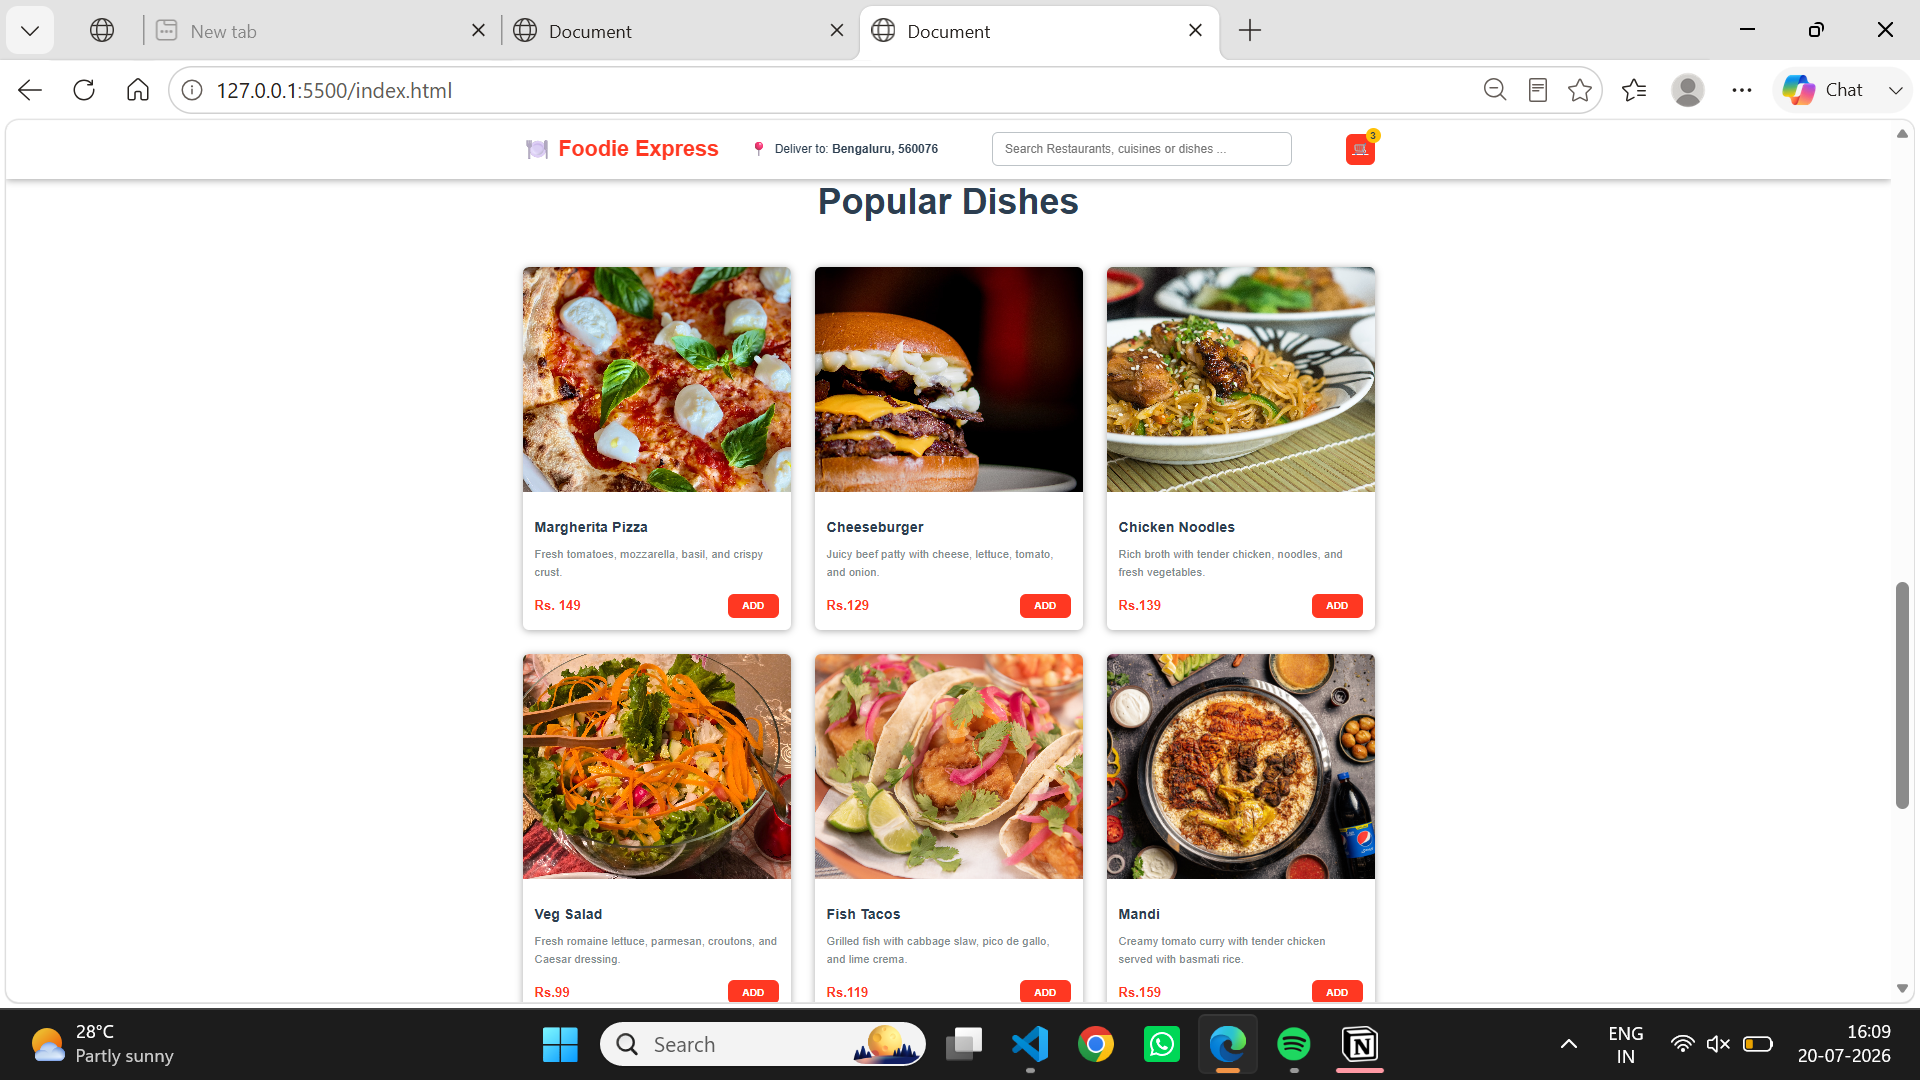 New tab
Document
Document
127.0.0.1:5500/index.html
Chat
Foodie Express
Deliver to: Bengaluru, 560076
Search Restaurants, cuisines or dishes ...
3
Popular Dishes
Margherita Pizza
Fresh tomatoes, mozzarella, basil, and crispy
crust.
Rs. 149
ADD
Cheeseburger
Juicy beef patty with cheese, lettuce, tomato,
and onion.
Rs.129
ADD
Chicken Noodles
Rich broth with tender chicken, noodles, and
fresh vegetables.
Rs.139
ADD
Veg Salad
Fresh romaine lettuce, parmesan, croutons, and
Caesar dressing.
Rs.99
ADD
Fish Tacos
Grilled fish with cabbage slaw, pico de gallo,
and lime crema.
Rs.119
ADD
pepsi
Mandi
Creamy tomato curry with tender chicken
served with basmati rice.
Rs.159
ADD
28°C
Partly sunny
Search
ENG
IN
16:09
20-07-2026